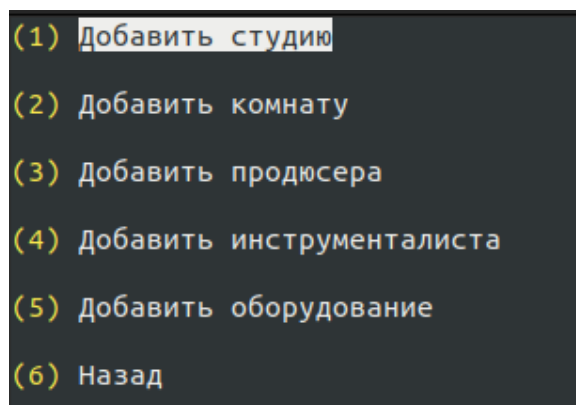 (1) Добавить студию
(2) Добавить комнату
(3) Добавить продюсера
(4) Добавить инструменталиста
(5) Добавить оборудование
(6) Назад